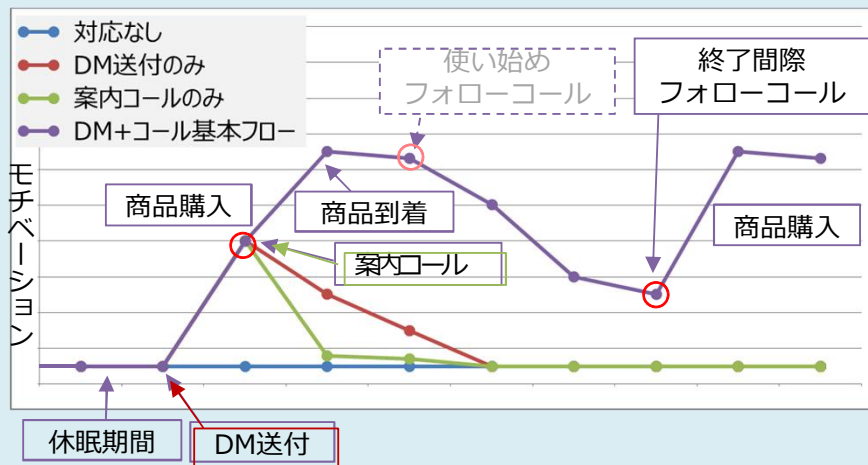 対応なし
DM送付のみ
案内コールのみ
DM+コール基本フロー
使い始め
フォローコール
終了間際
フォローコール
モチベーション
商品購入
商品到着
商品購入
案内コール
休眠期間
DM送付